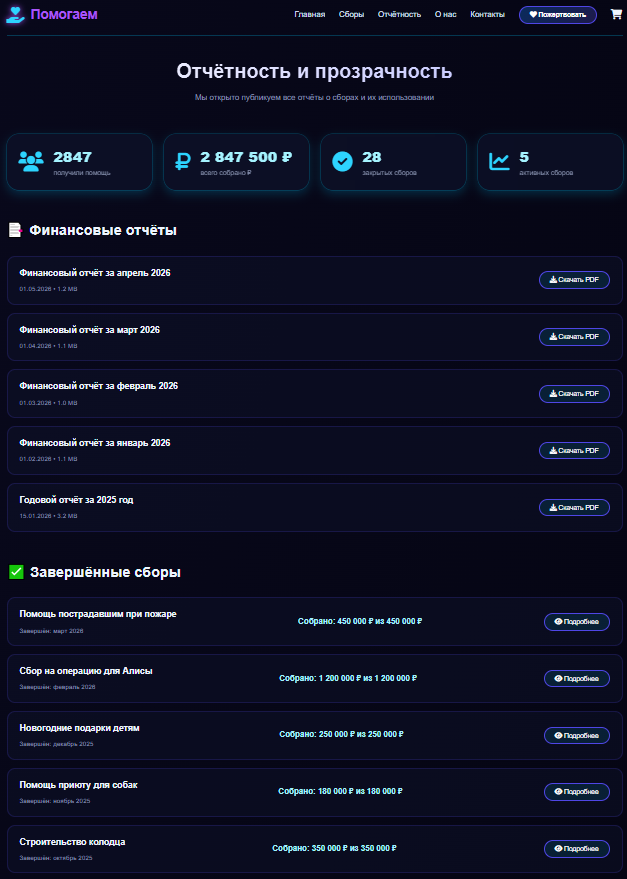 Помогаем
Главная Сборы Отчётность О нас Контакты Пожертвовать
Отчётность и прозрачность
Мы открыто публикуем все отчёты о сборах и их использовании
2847
получили помощь
2 847 500 ₽
всего собрано ₽
28
закрытых сборов
5
активных сборов
Финансовые отчёты
Финансовый отчёт за апрель 2026
01.05.2026 • 1.2 MB
Скачать PDF
Финансовый отчёт за март 2026
01.04.2026 • 1.1 MB
Скачать PDF
Финансовый отчёт за февраль 2026
01.03.2026 • 1.0 MB
Скачать PDF
Финансовый отчёт за январь 2026
01.02.2026 • 1.1 MB
Скачать PDF
Годовой отчёт за 2025 год
15.01.2026 • 3.2 MB
Скачать PDF
Завершённые сборы
Помощь пострадавшим при пожаре
Завершён: март 2026
Собрано: 450 000 ₽ из 450 000 ₽
Подробнее
Сбор на операцию для Алисы
Завершён: февраль 2026
Собрано: 1 200 000 ₽ из 1 200 000 ₽
Подробнее
Новогодние подарки детям
Завершён: декабрь 2025
Собрано: 250 000 ₽ из 250 000 ₽
Подробнее
Помощь приюту для собак
Завершён: ноябрь 2025
Собрано: 180 000 ₽ из 180 000 ₽
Подробнее
Строительство колодца
Завершён: октябрь 2025
Собрано: 350 000 ₽ из 350 000 ₽
Подробнее